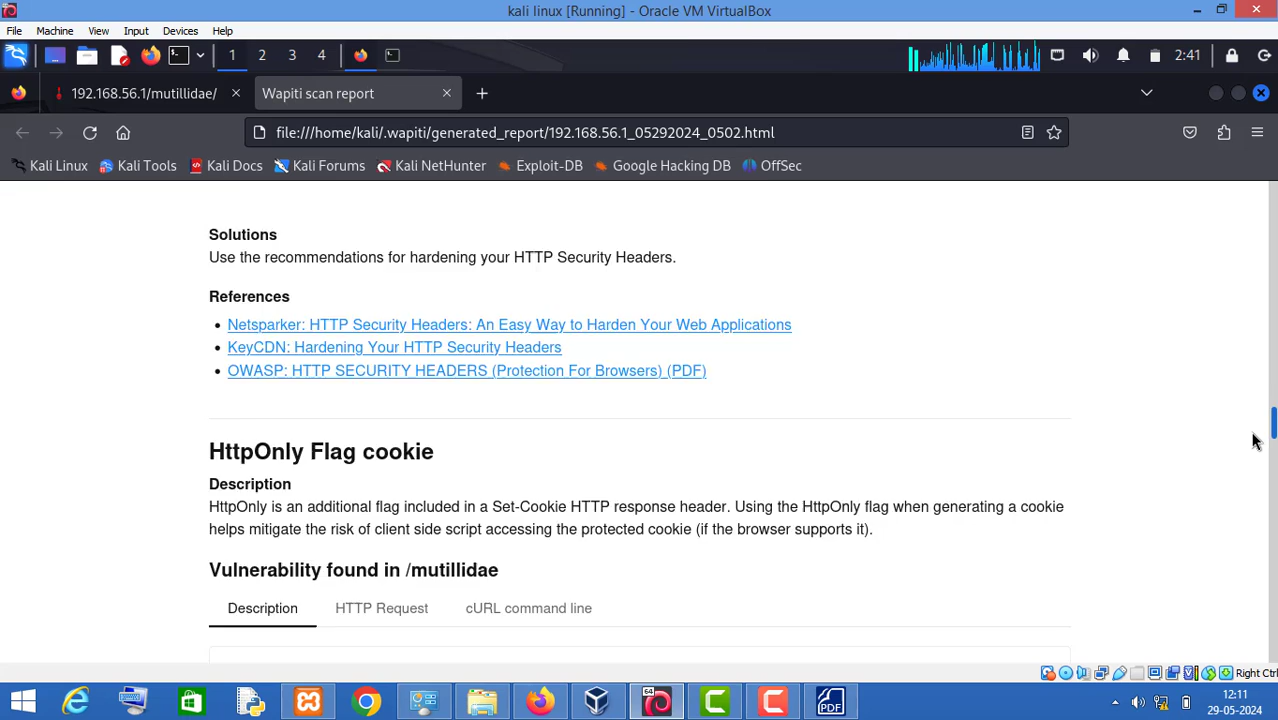 kali linux [Running] - Oracle VM VirtualBox
File Machine View Input Devices Help
1 2 3 4 2:41
192.168.56.1/mutillidae/ Wapiti scan report
file:///home/kali/.wapiti/generated_report/192.168.56.1_05292024_0502.html
Kali Linux Kali Tools Kali Docs Kali Forums Kali NetHunter Exploit-DB Google Hacking DB OffSec
Solutions
Use the recommendations for hardening your HTTP Security Headers.
References
Netsparker: HTTP Security Headers: An Easy Way to Harden Your Web Applications
KeyCDN: Hardening Your HTTP Security Headers
OWASP: HTTP SECURITY HEADERS (Protection For Browsers) (PDF)
HttpOnly Flag cookie
Description
HttpOnly is an additional flag included in a Set-Cookie HTTP response header. Using the HttpOnly flag when generating a cookie
helps mitigate the risk of client side script accessing the protected cookie (if the browser supports it).
Vulnerability found in /mutillidae
Description HTTP Request cURL command line
Right Ctrl
64
PDF
12:11
29-05-2024